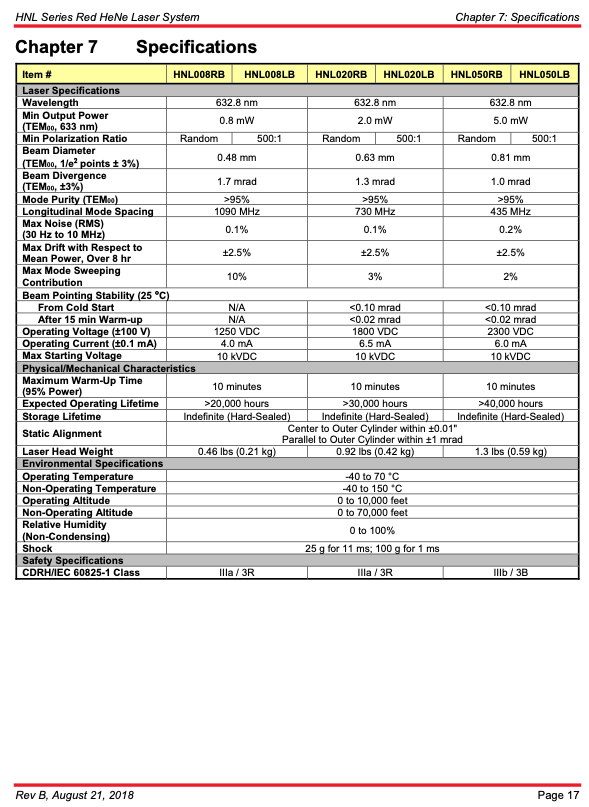 HNL Series Red HeNe Laser System Chapter 7: Specifications
Chapter 7 Specifications
Item # HNL008RB HNL008LB HNL020RB HNL020LB HNL050RB HNL050LB
Laser Specifications
Wavelength 632.8 nm 632.8 nm 632.8 nm
Min Output Power
(TEM₀₀, 633 nm) 0.8 mW 2.0 mW 5.0 mW
Min Polarization Ratio Random 500:1 Random 500:1 Random 500:1
Beam Diameter
(TEM₀₀, 1/e² points ± 3%) 0.48 mm 0.63 mm 0.81 mm
Beam Divergence
(TEM₀₀, ±3%) 1.7 mrad 1.3 mrad 1.0 mrad
Mode Purity (TEM₀₀) >95% >95% >95%
Longitudinal Mode Spacing 1090 MHz 730 MHz 435 MHz
Max Noise (RMS)
(30 Hz to 10 MHz) 0.1% 0.1% 0.2%
Max Drift with Respect to
Mean Power, Over 8 hr ±2.5% ±2.5% ±2.5%
Max Mode Sweeping
Contribution 10% 3% 2%
Beam Pointing Stability (25 °C)
From Cold Start N/A <0.10 mrad <0.10 mrad
After 15 min Warm-up N/A <0.02 mrad <0.02 mrad
Operating Voltage (±100 V) 1250 VDC 1800 VDC 2300 VDC
Operating Current (±0.1 mA) 4.0 mA 6.5 mA 6.0 mA
Max Starting Voltage 10 kVDC 10 kVDC 10 kVDC
Physical/Mechanical Characteristics
Maximum Warm-Up Time
(95% Power) 10 minutes 10 minutes 10 minutes
Expected Operating Lifetime >20,000 hours >30,000 hours >40,000 hours
Storage Lifetime Indefinite (Hard-Sealed) Indefinite (Hard-Sealed) Indefinite (Hard-Sealed)
Static Alignment Center to Outer Cylinder within ±0.01"
Parallel to Outer Cylinder within ±1 mrad
Laser Head Weight 0.46 lbs (0.21 kg) 0.92 lbs (0.42 kg) 1.3 lbs (0.59 kg)
Environmental Specifications
Operating Temperature -40 to 70 °C
Non-Operating Temperature -40 to 150 °C
Operating Altitude 0 to 10,000 feet
Non-Operating Altitude 0 to 70,000 feet
Relative Humidity
(Non-Condensing) 0 to 100%
Shock 25 g for 11 ms; 100 g for 1 ms
Safety Specifications
CDRH/IEC 60825-1 Class IIIa / 3R IIIa / 3R IIIb / 3B
Rev B, August 21, 2018 Page 17